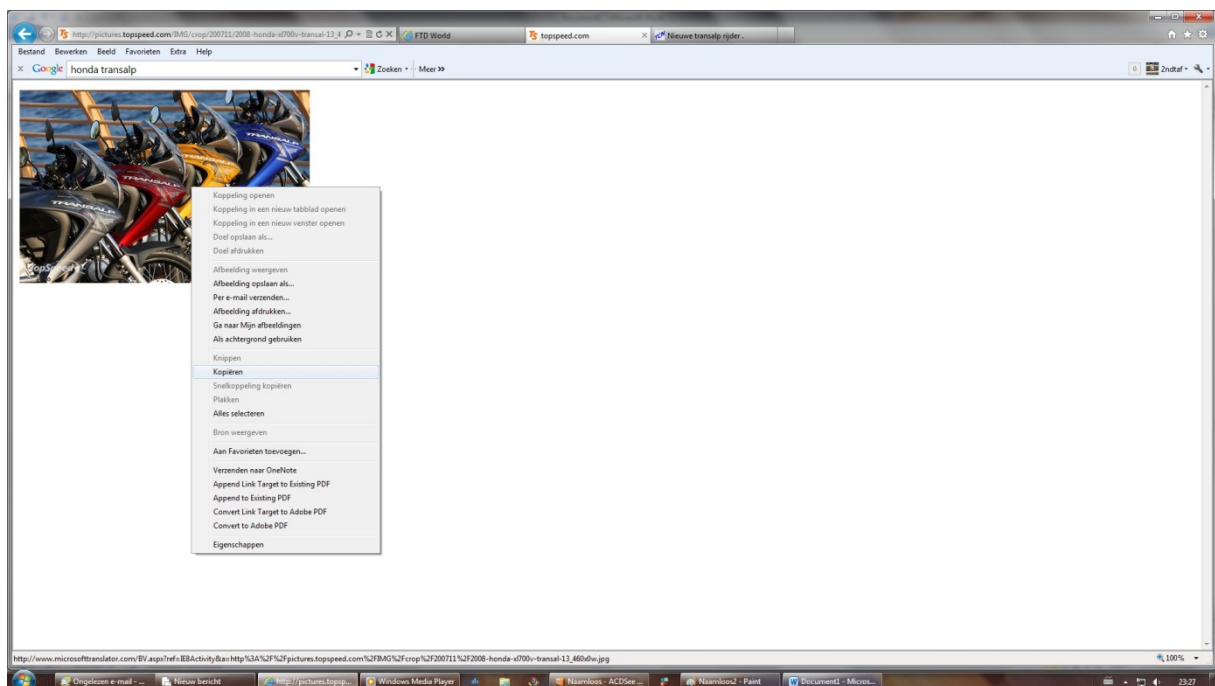 http://pictures.topspeed.com/IMG/crop/200711/2008-honda-xl700v-transal-13_4
FTD World
topspeed.com
Nieuwe transalp rijder .
Bestand Bewerken Beeld Favorieten Extra Help
x Google honda transalp Zoeken Meer »
2ndtaf
TRANSALP
TRANSALP
TopSpeed
Koppeling openen
Koppeling in een nieuw tabblad openen
Koppeling in een nieuw venster openen
Doel opslaan als...
Doel afdrukken
Afbeelding weergeven
Afbeelding opslaan als...
Per e-mail verzenden...
Afbeelding afdrukken...
Ga naar Mijn afbeeldingen
Als achtergrond gebruiken
Knippen
Kopiëren
Snelkoppeling kopiëren
Plakken
Alles selecteren
Bron weergeven
Aan Favorieten toevoegen...
Verzenden naar OneNote
Append Link Target to Existing PDF
Append to Existing PDF
Convert Link Target to Adobe PDF
Convert to Adobe PDF
Eigenschappen
http://www.microsofttranslator.com/BV.aspx?ref=IE8Activity&a=http%3A%2F%2Fpictures.topspeed.com%2FIMG%2Fcrop%2F200711%2F2008-honda-xl700v-transal-13_460x0w.jpg
100%
Ongelezen e-mail - ... Nieuw bericht http://pictures.topsp... Windows Media Player Naamloos - ACDSee ... Naamloos2 - Paint Document1 - Micros...
23:27